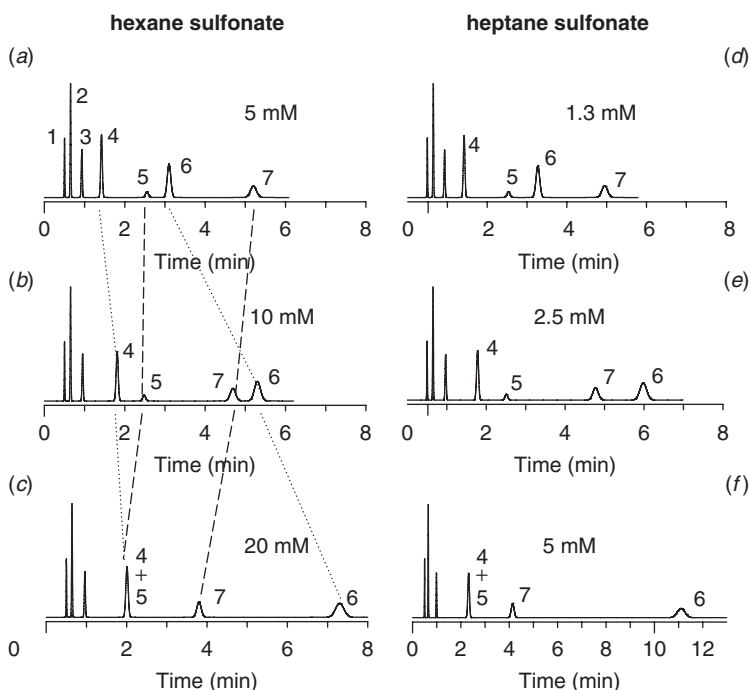 hexane sulfonate
heptane sulfonate
(a)
1
2
3
4
5
6
7
5 mM
0 2 4 6 8
Time (min)
(d)
4
5
6
7
1.3 mM
0 2 4 6 8
Time (min)
(b)
4
5
7
6
10 mM
0 2 4 6 8
Time (min)
(e)
4
5
7
6
2.5 mM
0 2 4 6 8
Time (min)
(c)
4
+
5
7
6
20 mM
0 2 4 6 8
Time (min)
(f)
4
+
5
7
6
5 mM
0 2 4 6 8 10 12
Time (min)